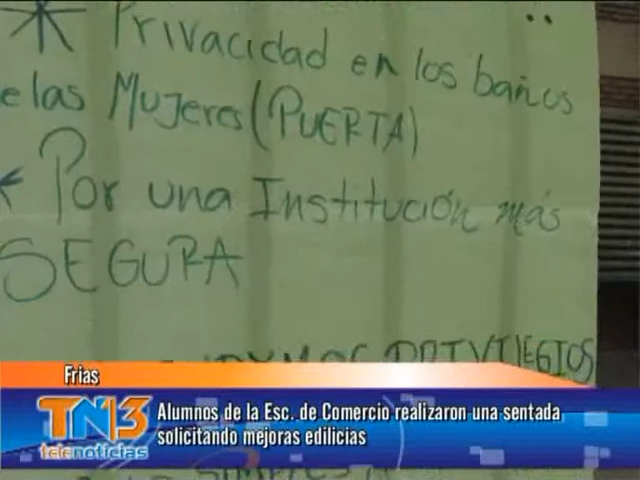 Privacidad en los baños
e las Mujeres (PUERTA)
Por una Institución más
SEGURA
PRIVILEGIOS
Frias
TN13
telenoticias
Alumnos de la Esc. de Comercio realizaron una sentada
solicitando mejoras edilicias